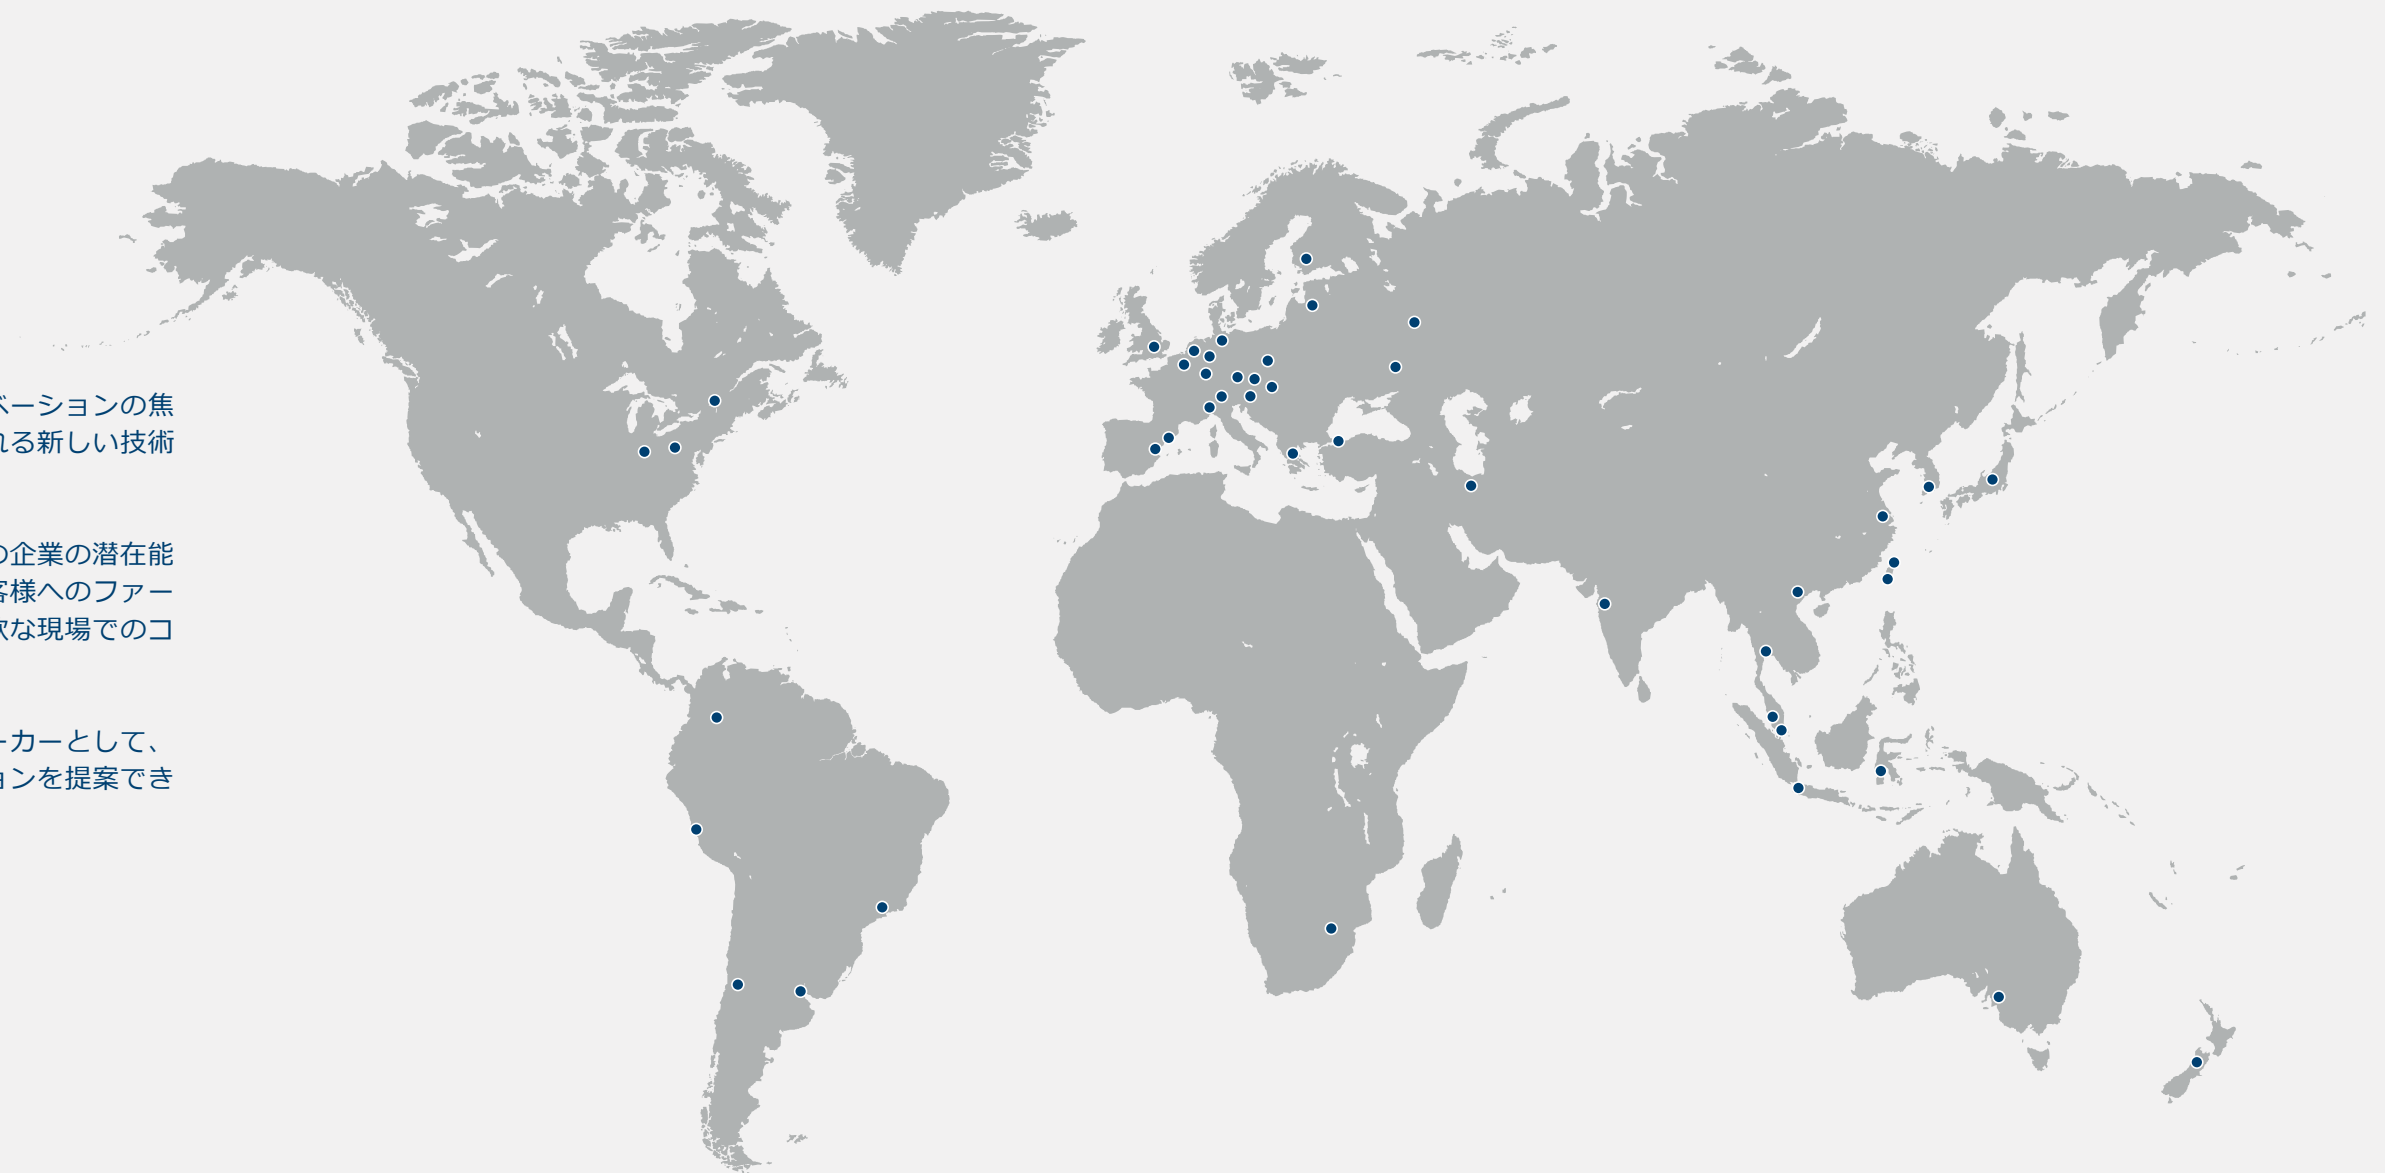 ベーションの焦
れる新しい技術
の企業の潜在能
客様へのファー
欠な現場でのコ
ーカーとして、
ョンを提案でき